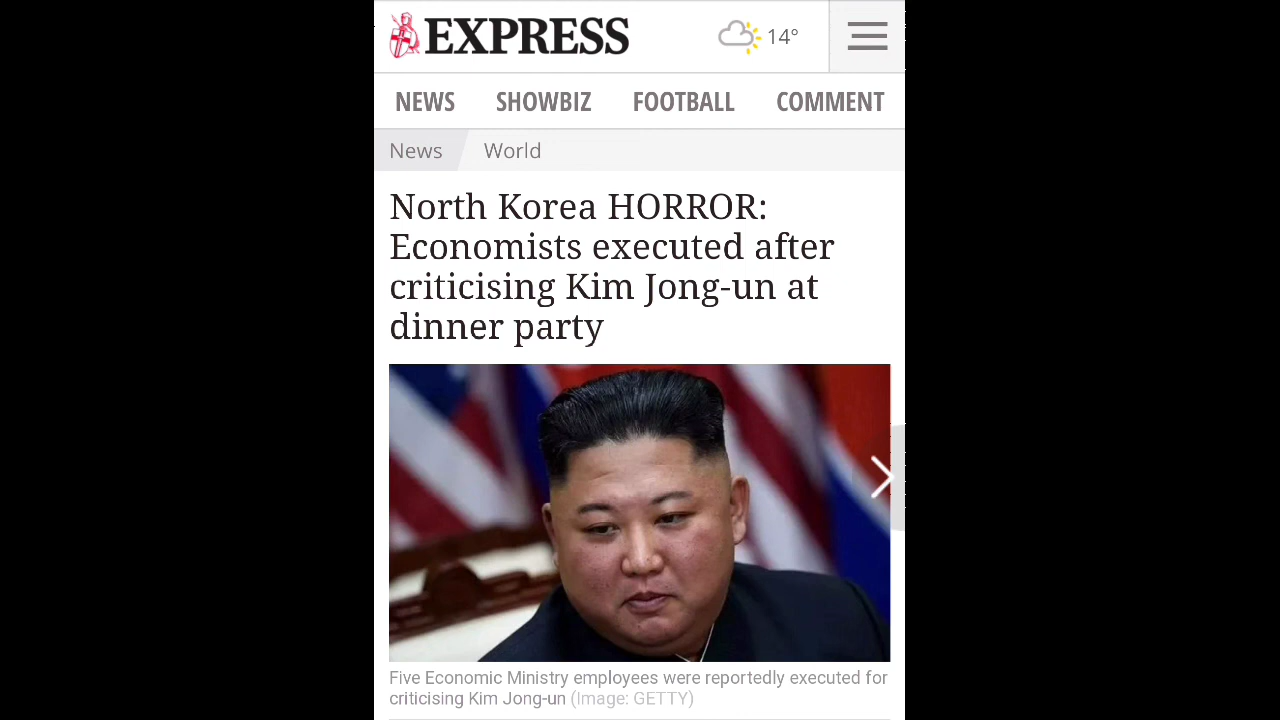 EXPRESS 14°
NEWS SHOWBIZ FOOTBALL COMMENT
News World
North Korea HORROR:
Economists executed after
criticising Kim Jong-un at
dinner party
Five Economic Ministry employees were reportedly executed for
criticising Kim Jong-un (Image: GETTY)